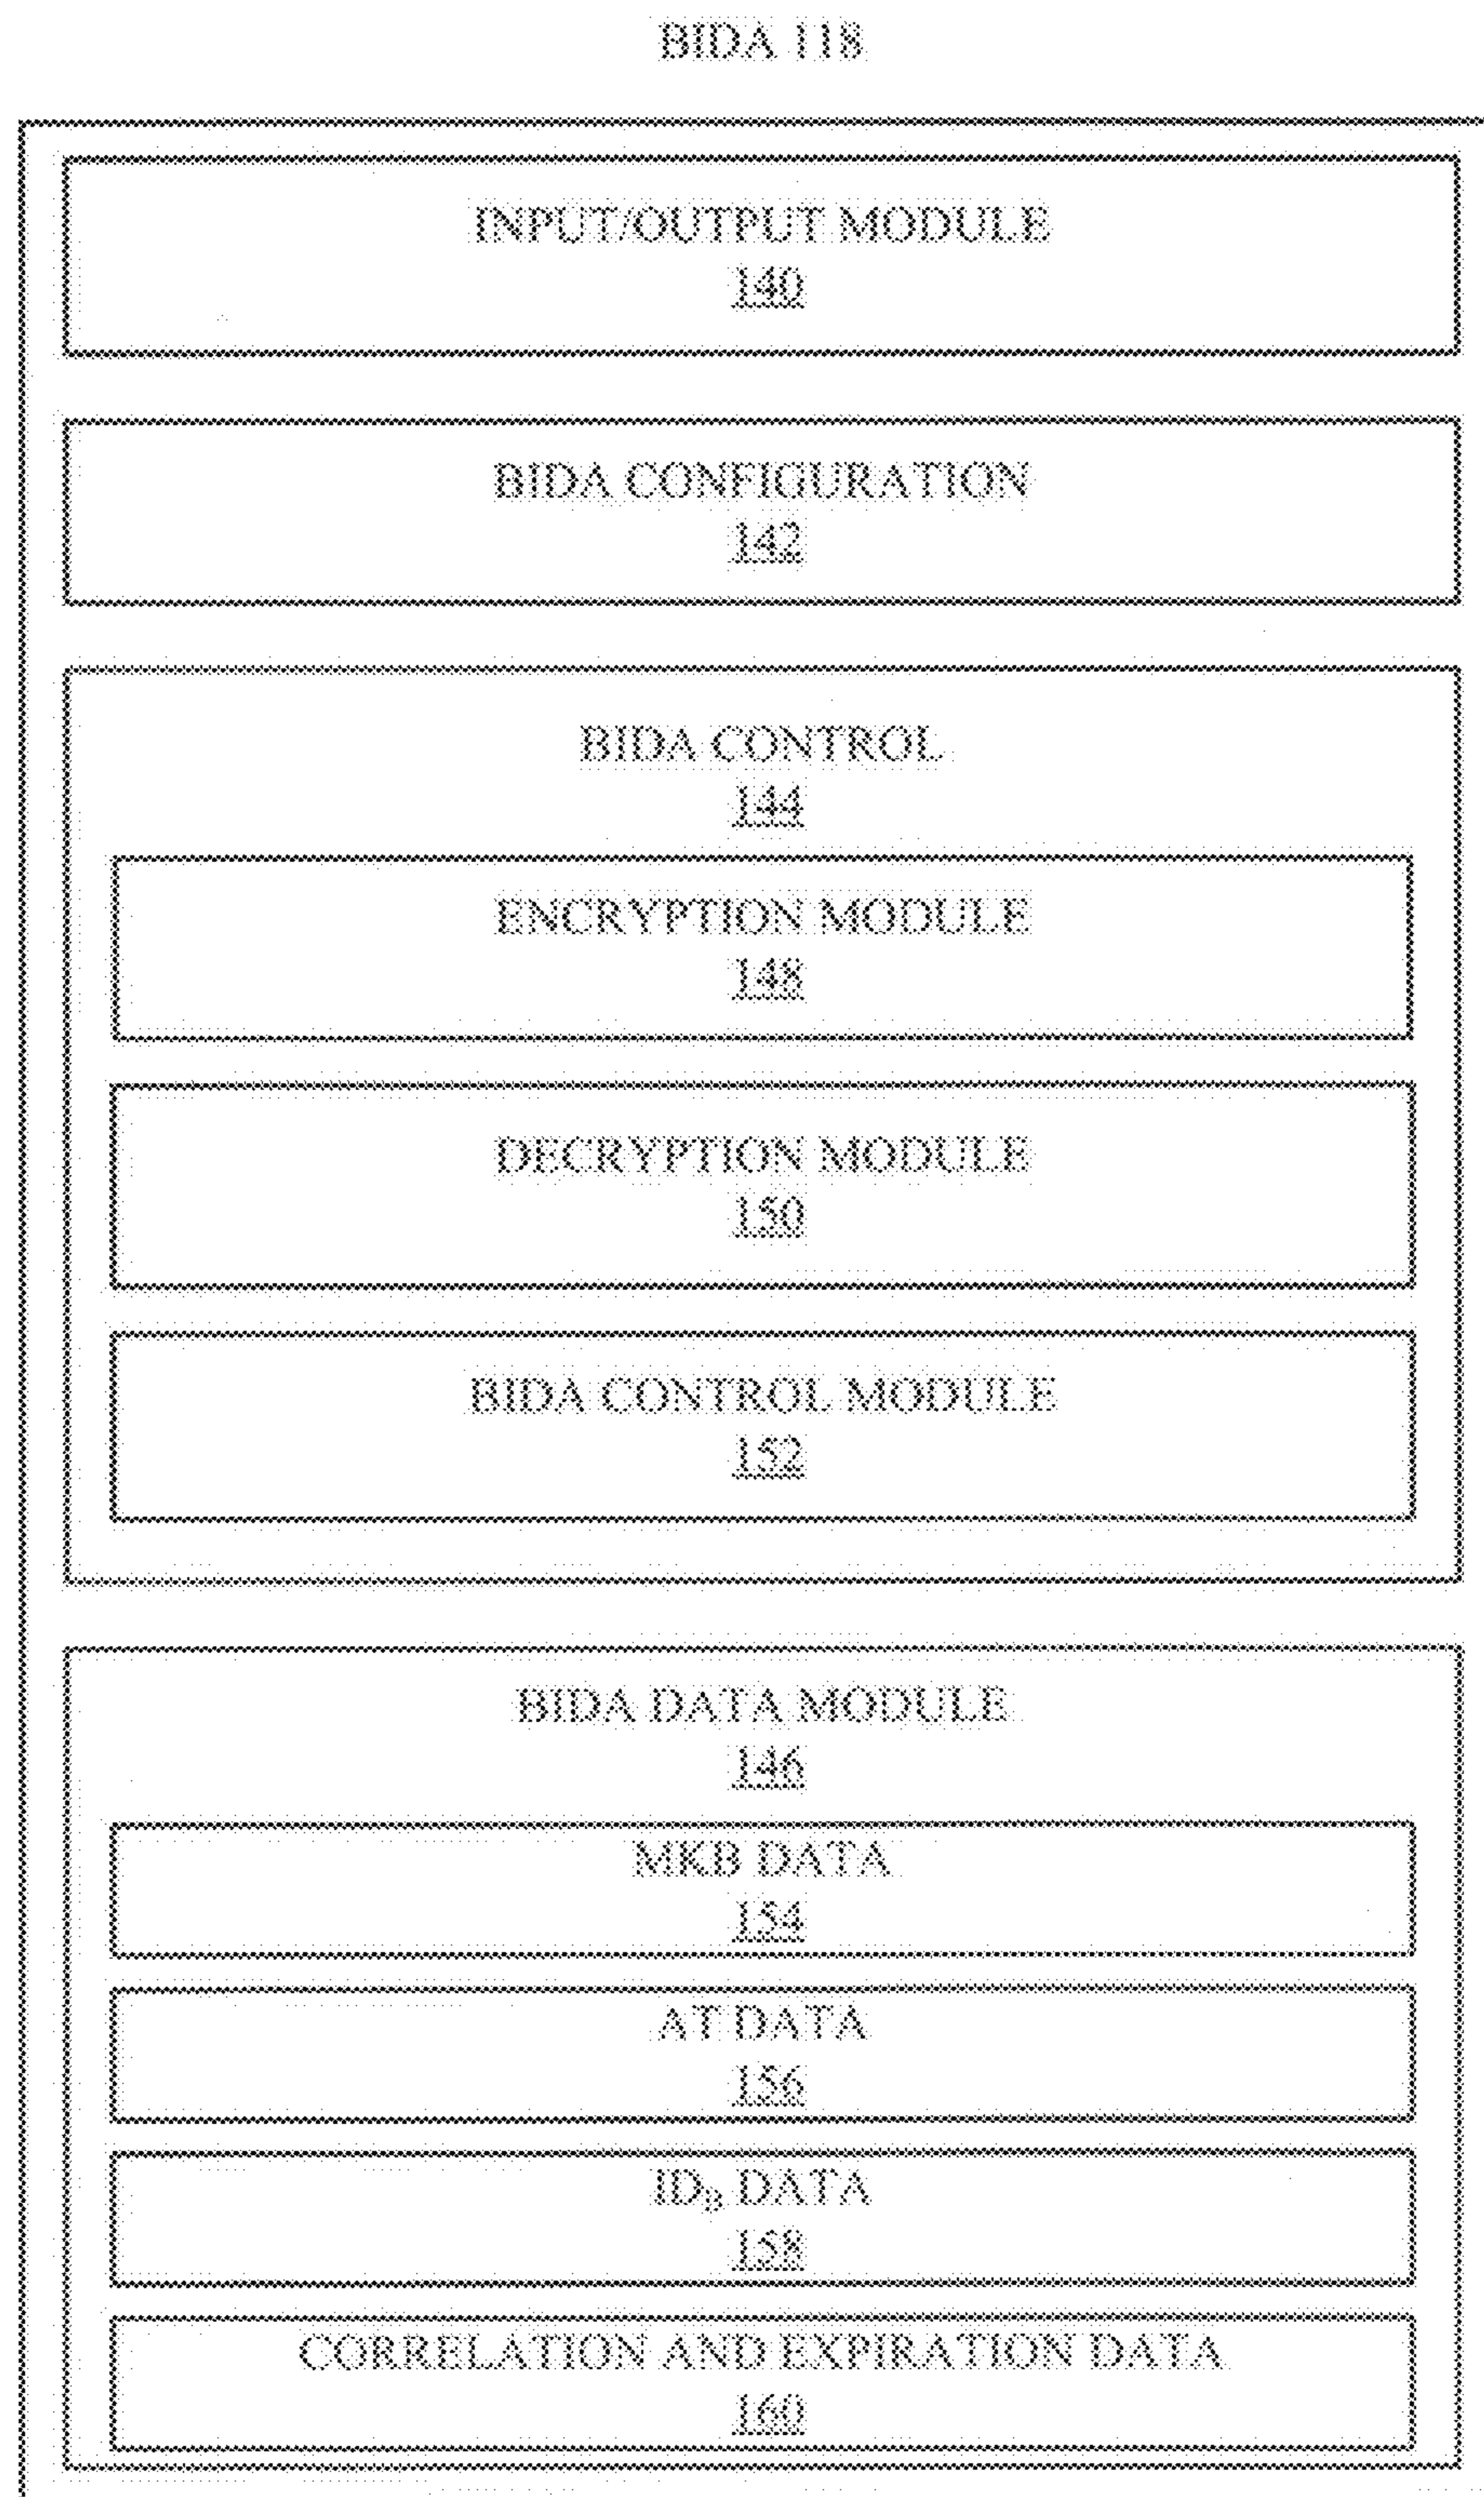 BIDA 118
INPUT/OUTPUT MODULE
140
BIDA CONFIGURATION
142
BIDA CONTROL
144
ENCRYPTION MODULE
148
DECRYPTION MODULE
150
BIDA CONTROL MODULE
152
BIDA DATA MODULE
146
MKB DATA
154
AT DATA
156
ID_B DATA
158
CORRELATION AND EXPIRATION DATA
160